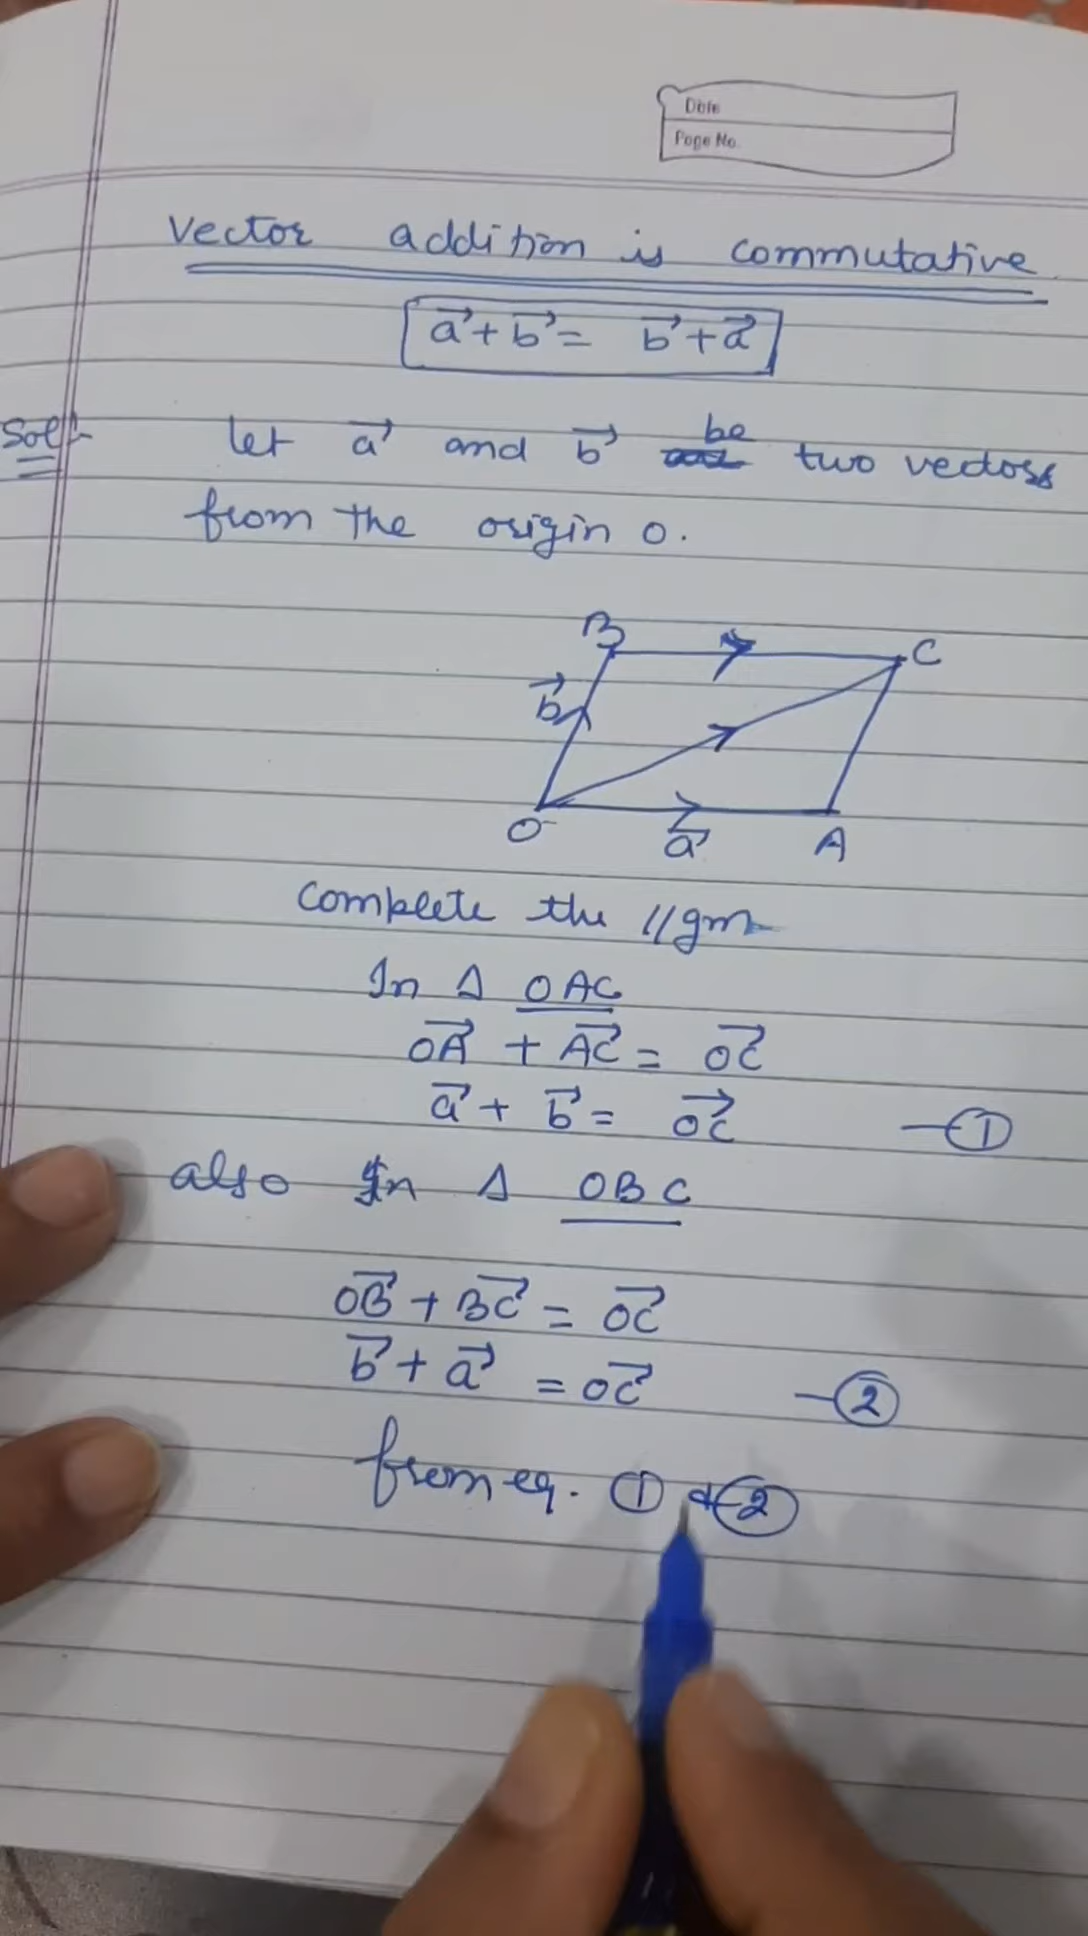 Date
Page No.
Vector addition is commutative
a⃗ + b⃗ = b⃗ + a⃗
Sol:- let a⃗ and b⃗ be two vectors
from the origin O.
B C
b⃗
O a⃗ A
Complete the //gm
In Δ OAC
OA⃗ + AC⃗ = OC⃗
a⃗ + b⃗ = OC⃗ —①
also In Δ OBC
OB⃗ + BC⃗ = OC⃗
b⃗ + a⃗ = OC⃗ —②
from eq. ① & ②